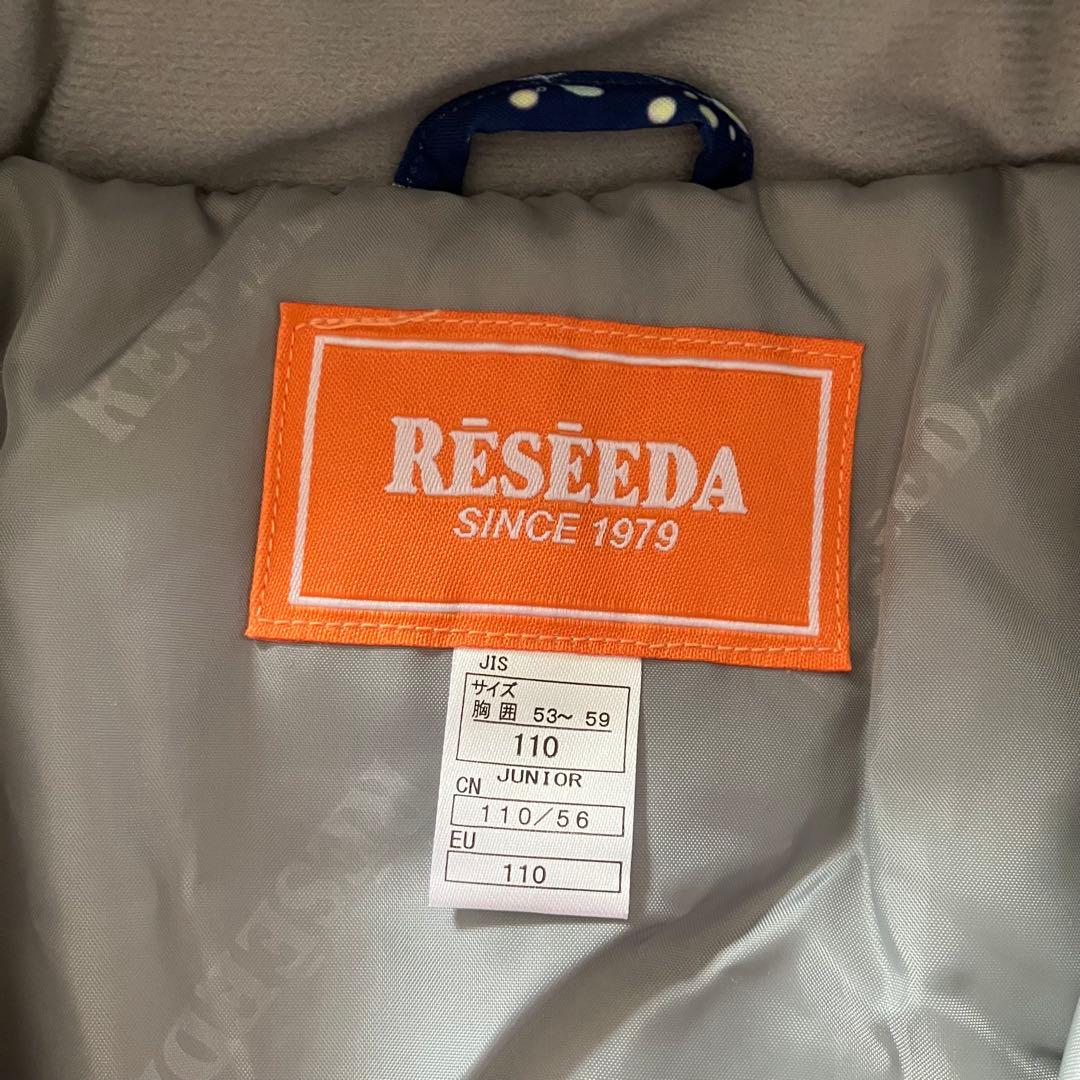 RĒSĒEDA
SINCE 1979
JIS
サイズ
胸囲 53～ 59
110
JUNIOR
CN
110/56
EU
110